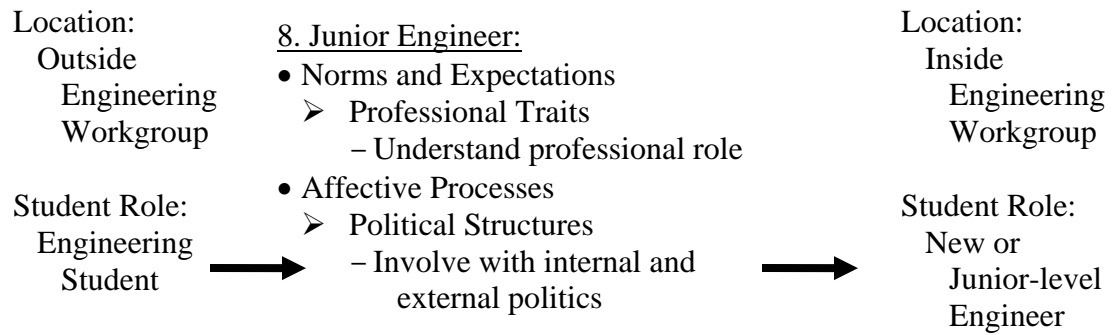 Location:
Outside
Engineering
Workgroup
Student Role:
Engineering
Student
8. Junior Engineer:
• Norms and Expectations
➢ Professional Traits
– Understand professional role
• Affective Processes
➢ Political Structures
– Involve with internal and
external politics
Location:
Inside
Engineering
Workgroup
Student Role:
New or
Junior-level
Engineer